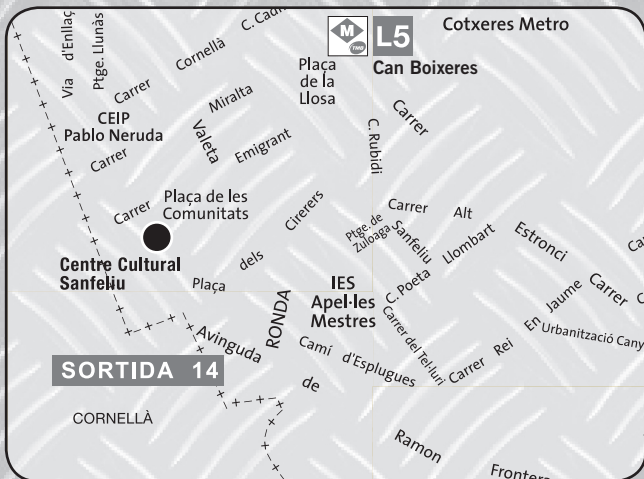 Via d'Enllaç
Ptge. Llunàs
Carrer
Cornellà
C. Cadi
M
TMB
L5
Cotxeres Metro
Can Boixeres
Plaça
de la
Llosa
CEIP
Pablo Neruda
Miralta
Valeta
Emigrant
Carrer
C. Rubidi
Carrer
Carrer
Plaça de les
Comunitats
Cirerers
Ptge. de
Zuloaga
Carrer
Alt
Sanfeliu
Llombart
Estronci
Centre Cultural
Sanfeliu
dels
Plaça
IES
Apel·les
Mestres
C. Poeta
Jaume
Carrer
RONDA
Avinguda
Camí d'Esplugues
Carrer del Tel·luri
Carrer Rei
En
Urbanització Cany
SORTIDA 14
de
CORNELLÀ
Ramon
Frontera